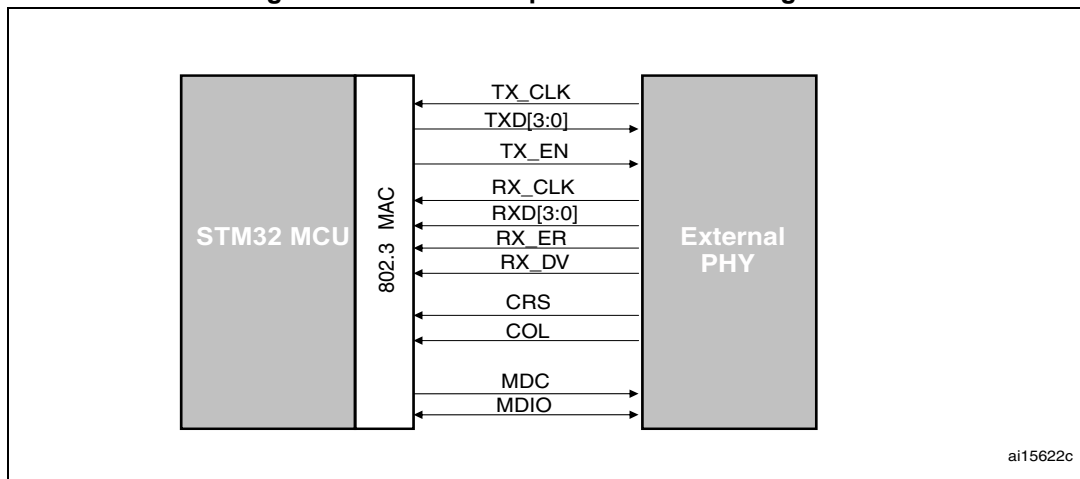 STM32 MCU
802.3 MAC
TX_CLK
TXD[3:0]
TX_EN
RX_CLK
RXD[3:0]
RX_ER
RX_DV
CRS
COL
MDC
MDIO
External
PHY
ai15622c